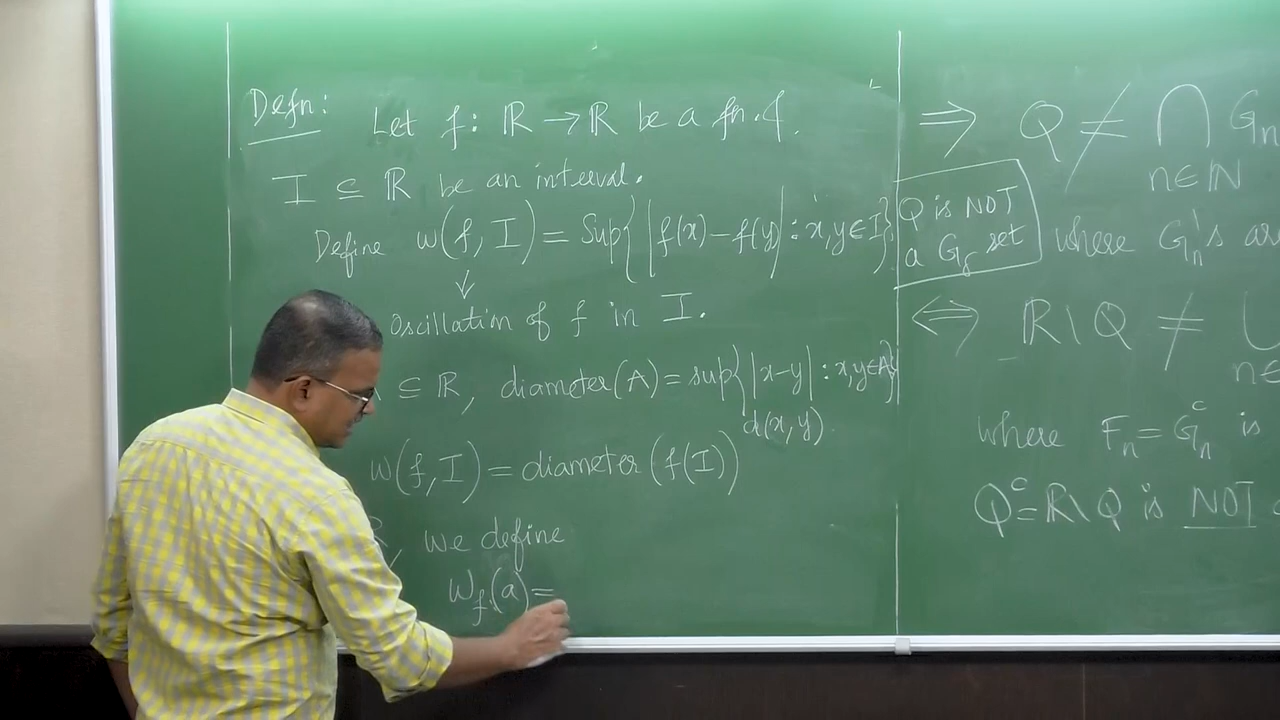 Defn: Let f: ℝ → ℝ be a fn. &
I ⊆ ℝ be an interval.
Define w(f, I) = Sup{|f(x) - f(y)| : x, y ∈ I}
↓
Oscillation of f in I.
⊆ ℝ, diameter(A) = sup{|x-y| : x, y ∈ A}
d(x, y)
w(f, I) = diameter(f(I))
ℝ, we define
w_f(a) =
⇒ Q ≠ ⋂ G_n
n ∈ ℕ
Q is NOT
a G_δ set
where G_n's are
⇔ ℝ \ Q ≠ ⋃
n ∈
where F_n = G_n^c is
Q^c = ℝ \ Q is NOT